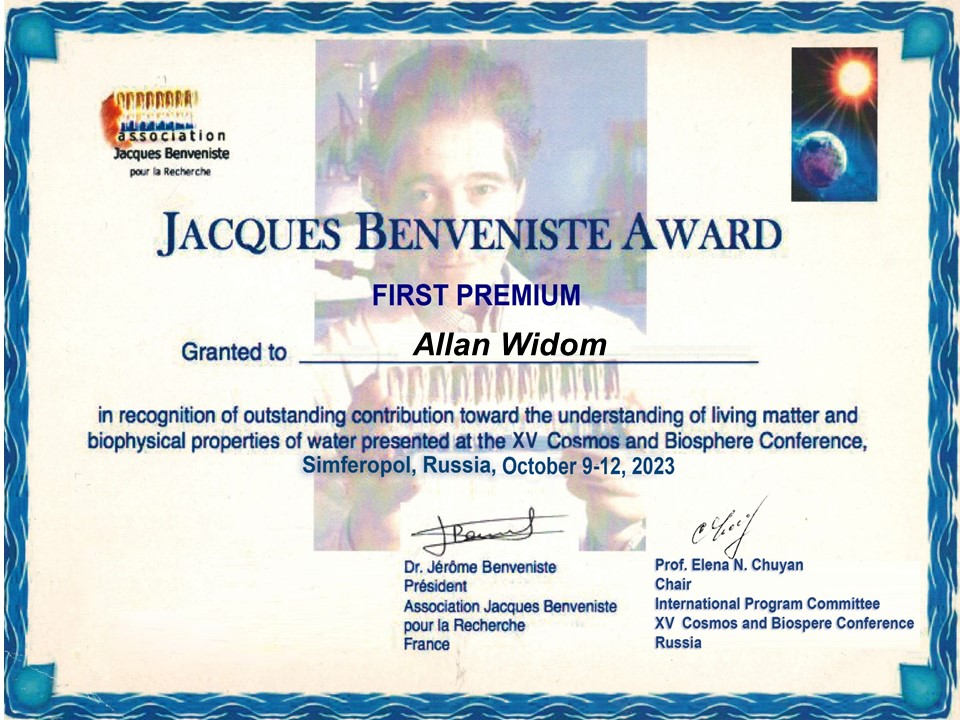 association
Jacques Benveniste
pour la Recherche
JACQUES BENVENISTE AWARD
FIRST PREMIUM
Granted to Allan Widom
in recognition of outstanding contribution toward the understanding of living matter and
biophysical properties of water presented at the XV Cosmos and Biosphere Conference,
Simferopol, Russia, October 9-12, 2023
Dr. Jérôme Benveniste
Président
Association Jacques Benveniste
pour la Recherche
France
Prof. Elena N. Chuyan
Chair
International Program Committee
XV Cosmos and Biospere Conference
Russia